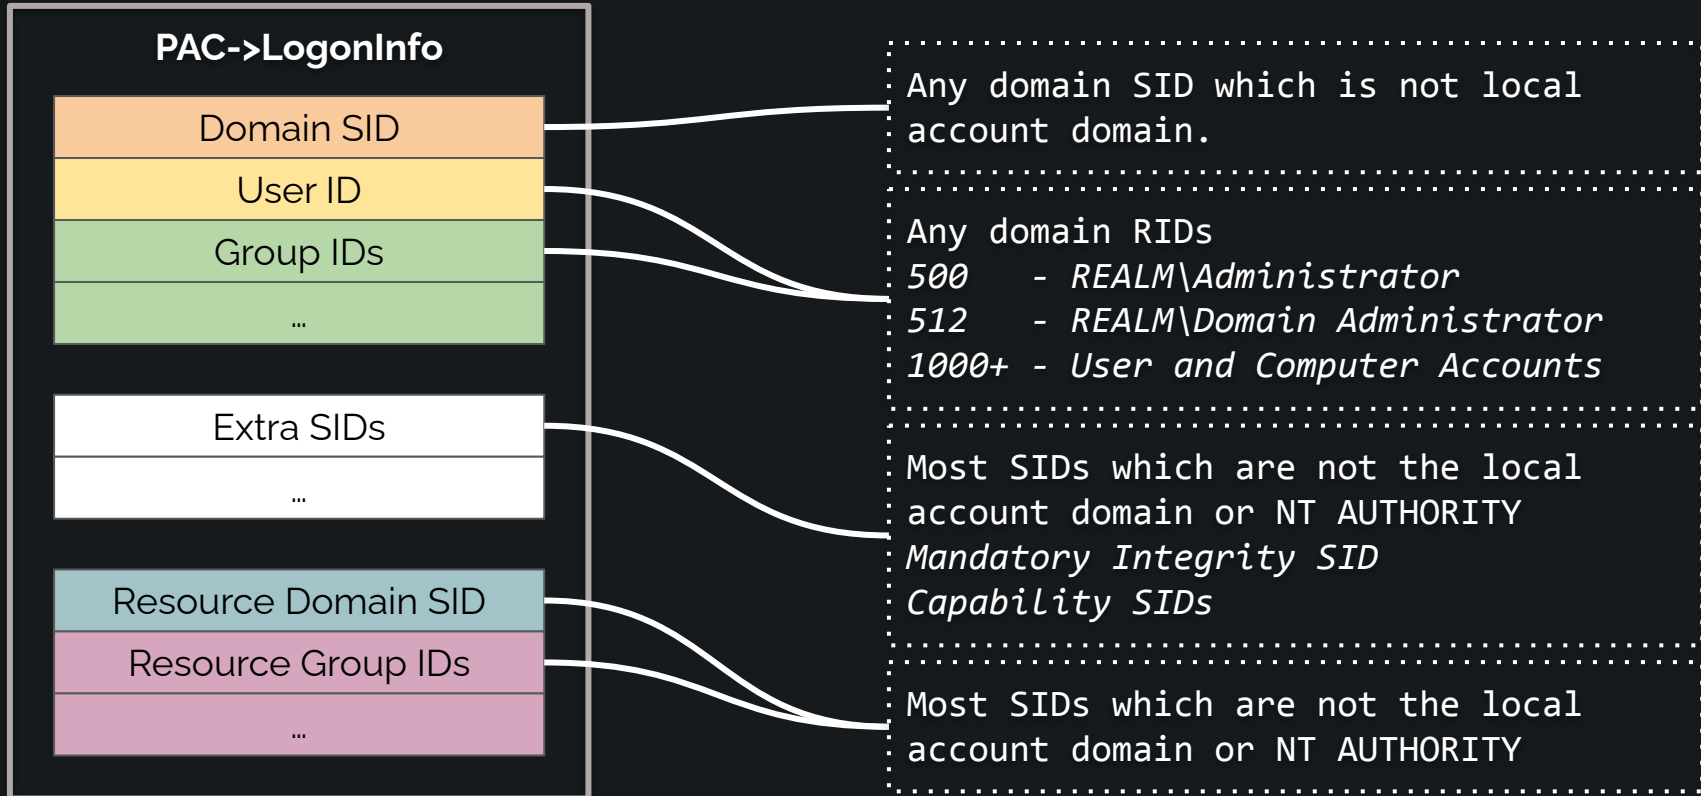 PAC->LogonInfo
Domain SID
User ID
Group IDs
...
Extra SIDs
...
Resource Domain SID
Resource Group IDs
...
Any domain SID which is not local
account domain.
Any domain RIDs
500   - REALM\Administrator
512   - REALM\Domain Administrator
1000+ - User and Computer Accounts
Most SIDs which are not the local
account domain or NT AUTHORITY
Mandatory Integrity SID
Capability SIDs
Most SIDs which are not the local
account domain or NT AUTHORITY